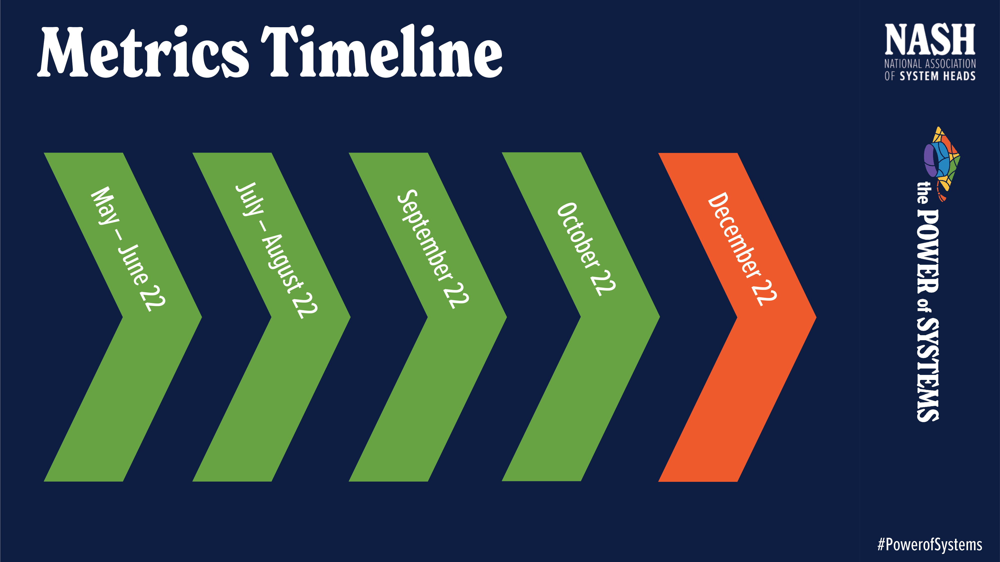 Metrics Timeline
NASH
NATIONAL ASSOCIATION
OF SYSTEM HEADS
May – June 22
July – August 22
September 22
October 22
December 22
the POWER of SYSTEMS
#PowerofSystems